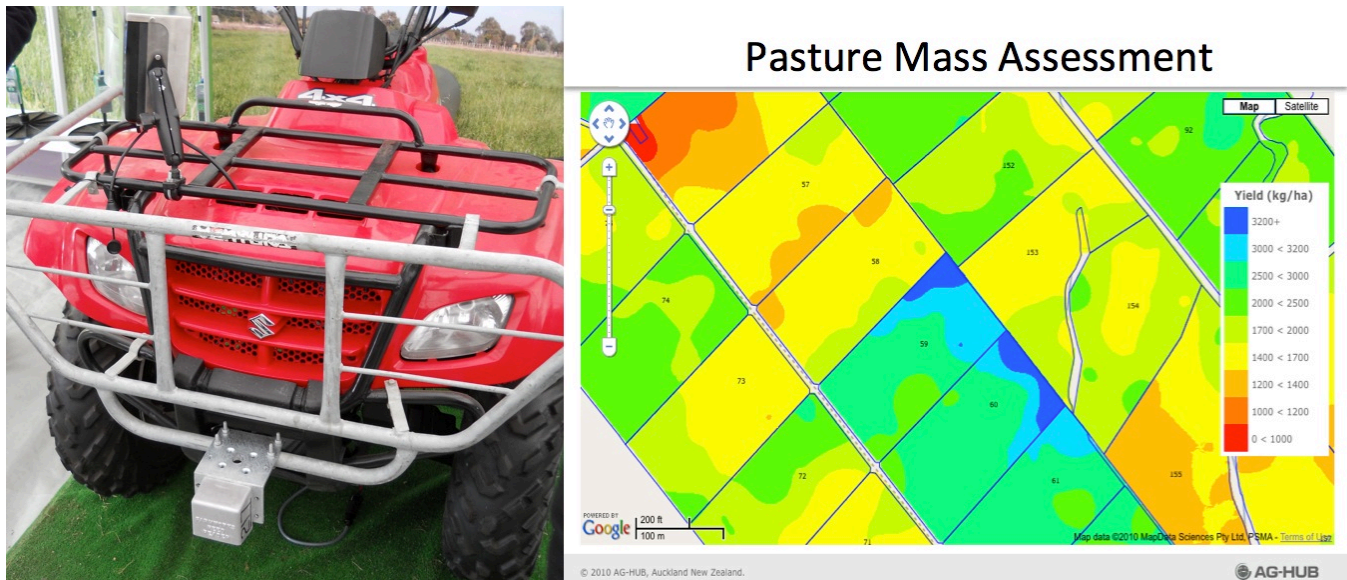 4x4
Pasture Mass Assessment
Map
Satellite
92
152
57
153
58
74
154
59
73
60
72
61
155
71
Yield (kg/ha)
3200+
3000 < 3200
2500 < 3000
2000 < 2500
1700 < 2000
1400 < 1700
1200 < 1400
1000 < 1200
0 < 1000
POWERED BY
Google
200 ft
100 m
Map data ©2010 MapData Sciences Pty Ltd, PSMA - Terms of Use
© 2010 AG-HUB, Auckland New Zealand.
AG-HUB